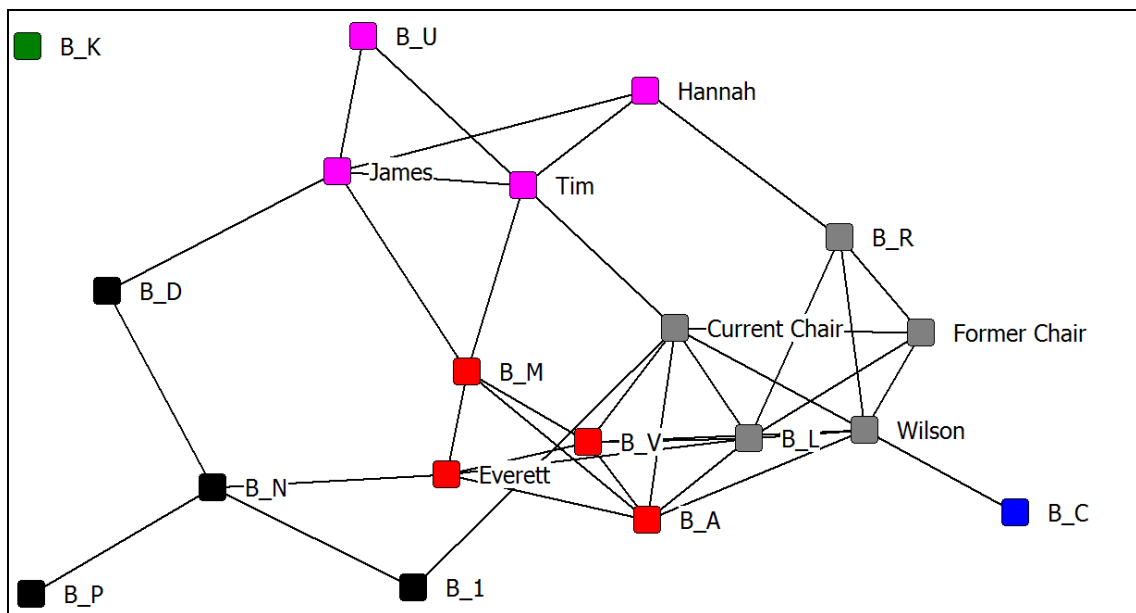 B_K
B_U
Hannah
James
Tim
B_R
B_D
Current Chair
Former Chair
B_M
B_V
B_L
Wilson
Everett
B_N
B_A
B_C
B_P
B_1